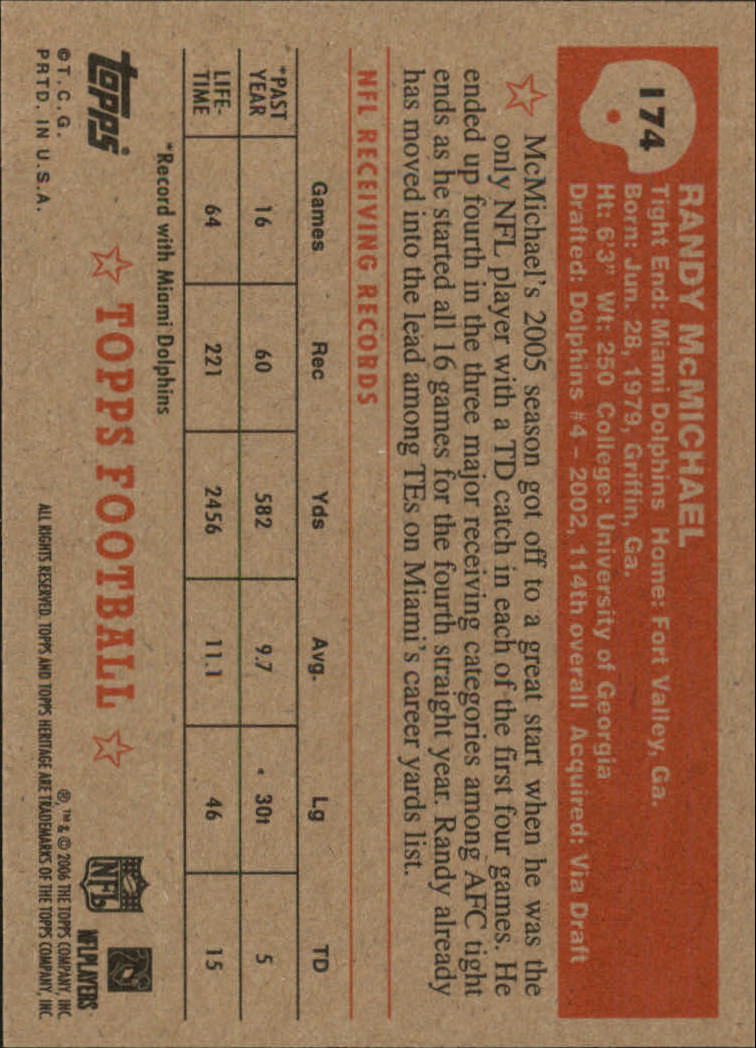 174
RANDY McMICHAEL
Tight End: Miami Dolphins Home: Fort Valley, Ga.
Born: Jun. 28, 1979, Griffin, Ga.
Ht: 6'3" Wt: 250 College: University of Georgia
Drafted: Dolphins #4 – 2002, 114th overall Acquired: Via Draft
McMichael's 2005 season got off to a great start when he was the
only NFL player with a TD catch in each of the first four games. He
ended up fourth in the three major receiving categories among AFC tight
ends as he started all 16 games for the fourth straight year. Randy already
has moved into the lead among TEs on Miami's career yards list.
NFL RECEIVING RECORDS
Games Rec Yds Avg. Lg TD
*PAST
YEAR 16 60 582 9.7 30t 5
LIFE-
TIME 64 221 2456 11.1 46 15
*Record with Miami Dolphins
topps TOPPS FOOTBALL
©T.C.G.
PRTD. IN U.S.A.
NFL
NFLPLAYERS
®, ™ & © 2006 THE TOPPS COMPANY, INC.
ALL RIGHTS RESERVED. TOPPS AND TOPPS HERITAGE ARE TRADEMARKS OF THE TOPPS COMPANY, INC.